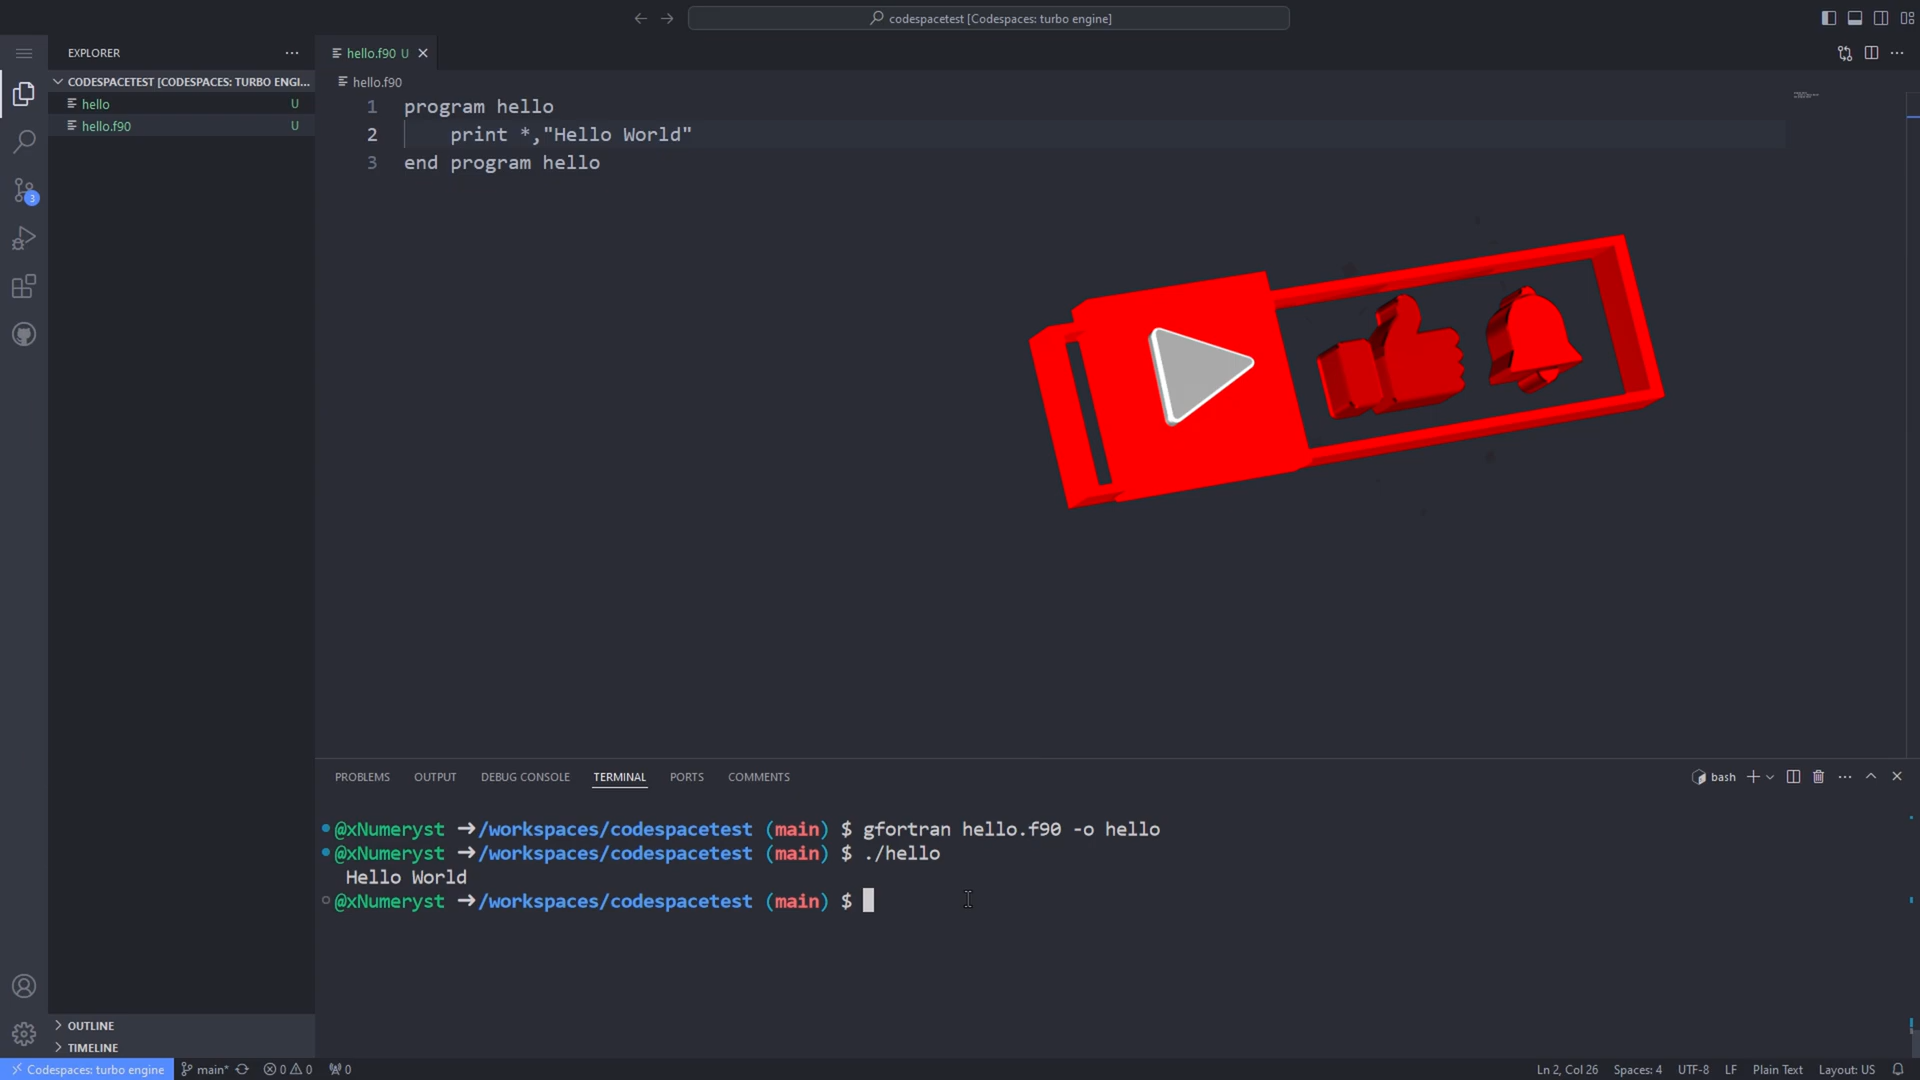 codespacetest [Codespaces: turbo engine]
EXPLORER
CODESPACETEST [CODESPACES: TURBO ENGI...
hello U
hello.f90 U
hello.f90 U
hello.f90
1 program hello
2 print *,"Hello World"
3 end program hello
3
PROBLEMS OUTPUT DEBUG CONSOLE TERMINAL PORTS COMMENTS
bash
@xNumeryst ➜/workspaces/codespacetest (main) $ gfortran hello.f90 -o hello
@xNumeryst ➜/workspaces/codespacetest (main) $ ./hello
Hello World
@xNumeryst ➜/workspaces/codespacetest (main) $
OUTLINE
TIMELINE
Codespaces: turbo engine main* 0 0 0 Ln 2, Col 26 Spaces: 4 UTF-8 LF Plain Text Layout: US